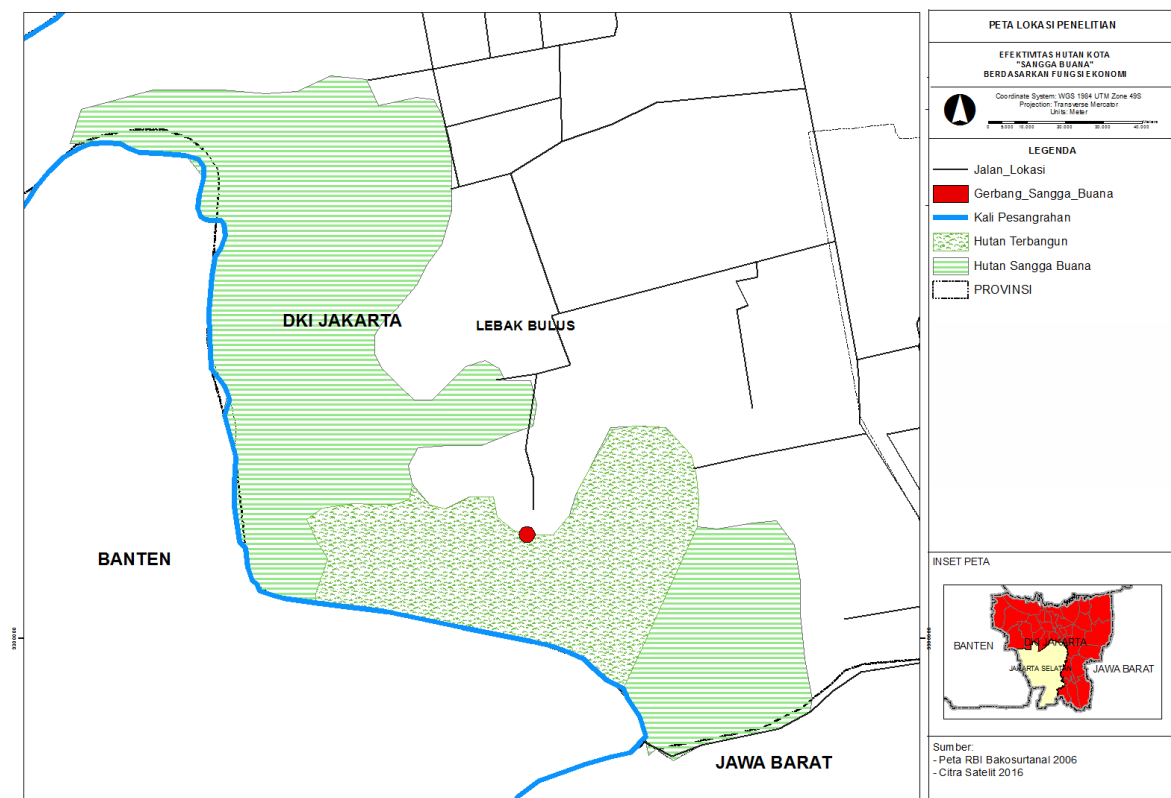 PETA LOKASI PENELITIAN
EFEKTIVITAS HUTAN KOTA
"SANGGA BUANA"
BERDASARKAN FUNGSI EKONOMI
Coordinate System: WGS 1984 UTM Zone 49S
Projection: Transverse Mercator
Units: Meter
LEGENDA
Jalan_Lokasi
Gerbang_Sangga_Buana
Kali Pesangrahan
Hutan Terbangun
Hutan Sangga Buana
PROVINSI
DKI JAKARTA
LEBAK BULUS
BANTEN
JAWA BARAT
INSET PETA
DKI JAKARTA
BANTEN
JAKARTA SELATAN
JAWA BARAT
Sumber:
- Peta RBI Bakosurtanal 2006
- Citra Satelit 2016